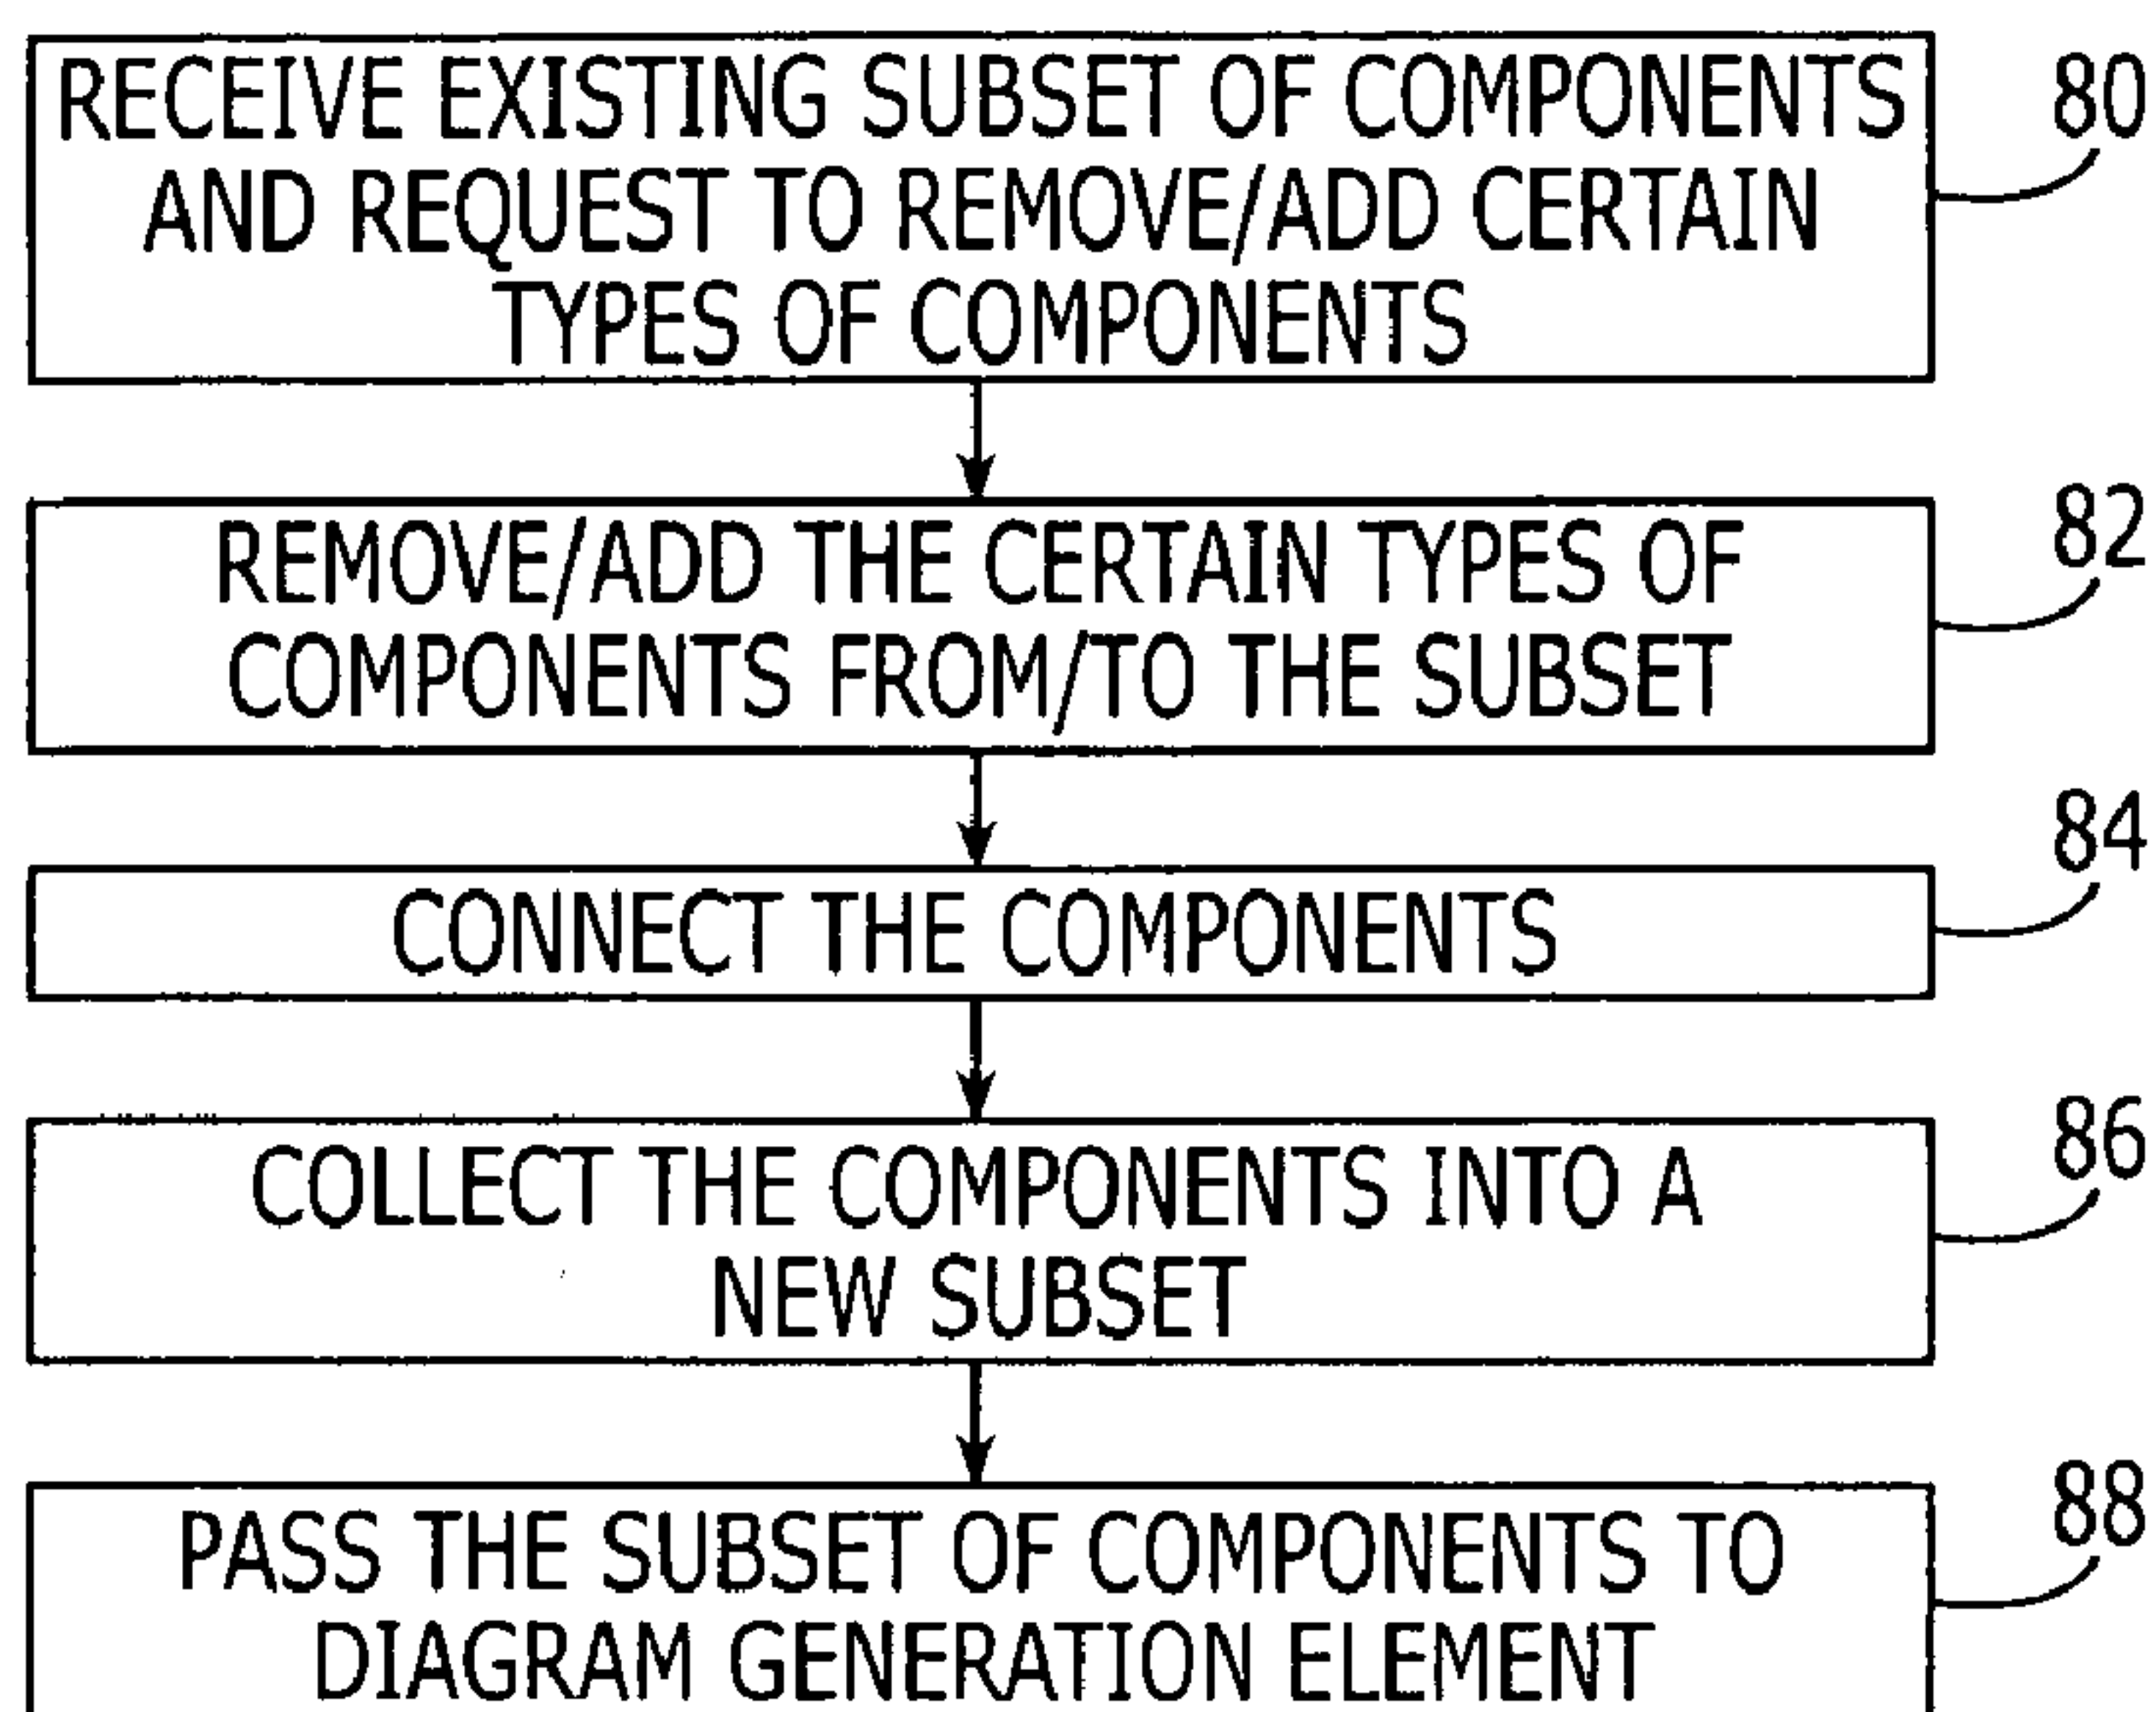 RECEIVE EXISTING SUBSET OF COMPONENTS
AND REQUEST TO REMOVE/ADD CERTAIN
TYPES OF COMPONENTS
80
REMOVE/ADD THE CERTAIN TYPES OF
COMPONENTS FROM/TO THE SUBSET
82
CONNECT THE COMPONENTS
84
COLLECT THE COMPONENTS INTO A
NEW SUBSET
86
PASS THE SUBSET OF COMPONENTS TO
DIAGRAM GENERATION ELEMENT
88